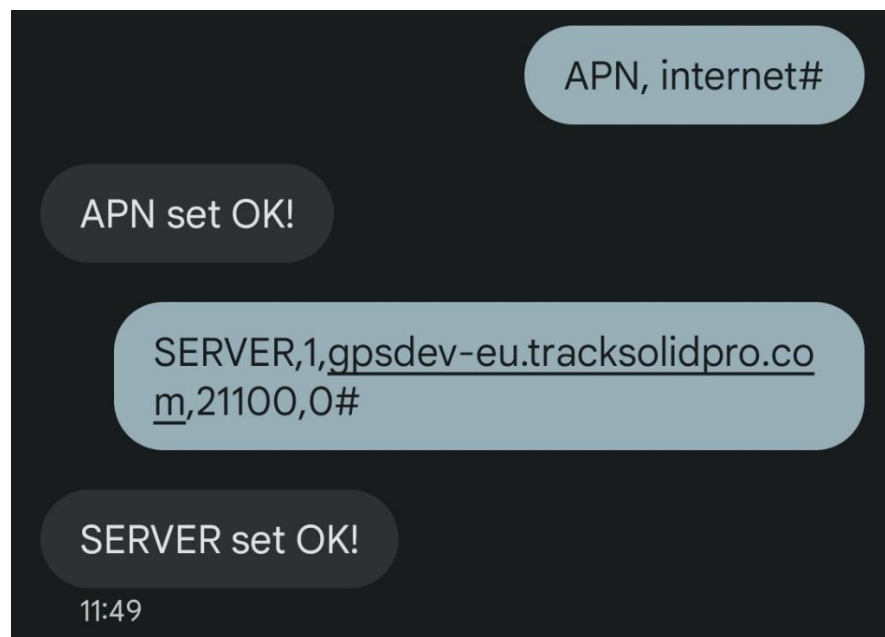 APN, internet#
APN set OK!
SERVER,1,gpsdev-eu.tracksolidpro.co
m,21100,0#
SERVER set OK!
11:49